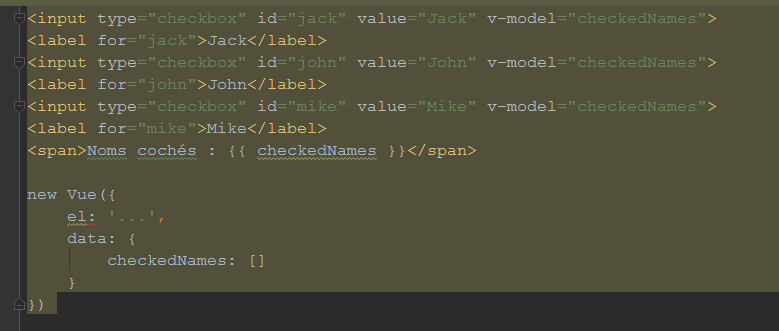 <input type="checkbox" id="jack" value="Jack" v-model="checkedNames">
<label for="jack">Jack</label>
<input type="checkbox" id="john" value="John" v-model="checkedNames">
<label for="john">John</label>
<input type="checkbox" id="mike" value="Mike" v-model="checkedNames">
<label for="mike">Mike</label>
<span>Noms cochés : {{ checkedNames }}</span>

new Vue({
    el: '...',
    data: {
        checkedNames: []
    }
})